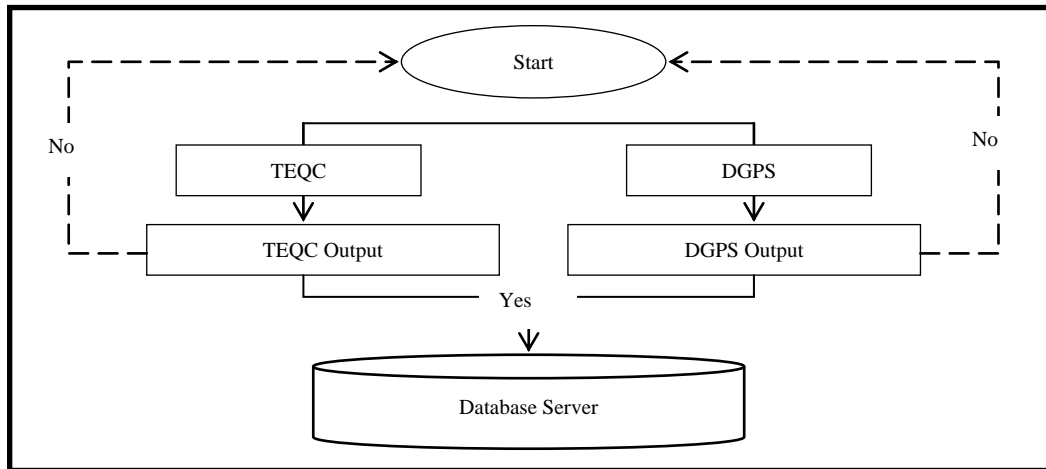 Start
No
No
TEQC
DGPS
TEQC Output
DGPS Output
Yes
Database Server